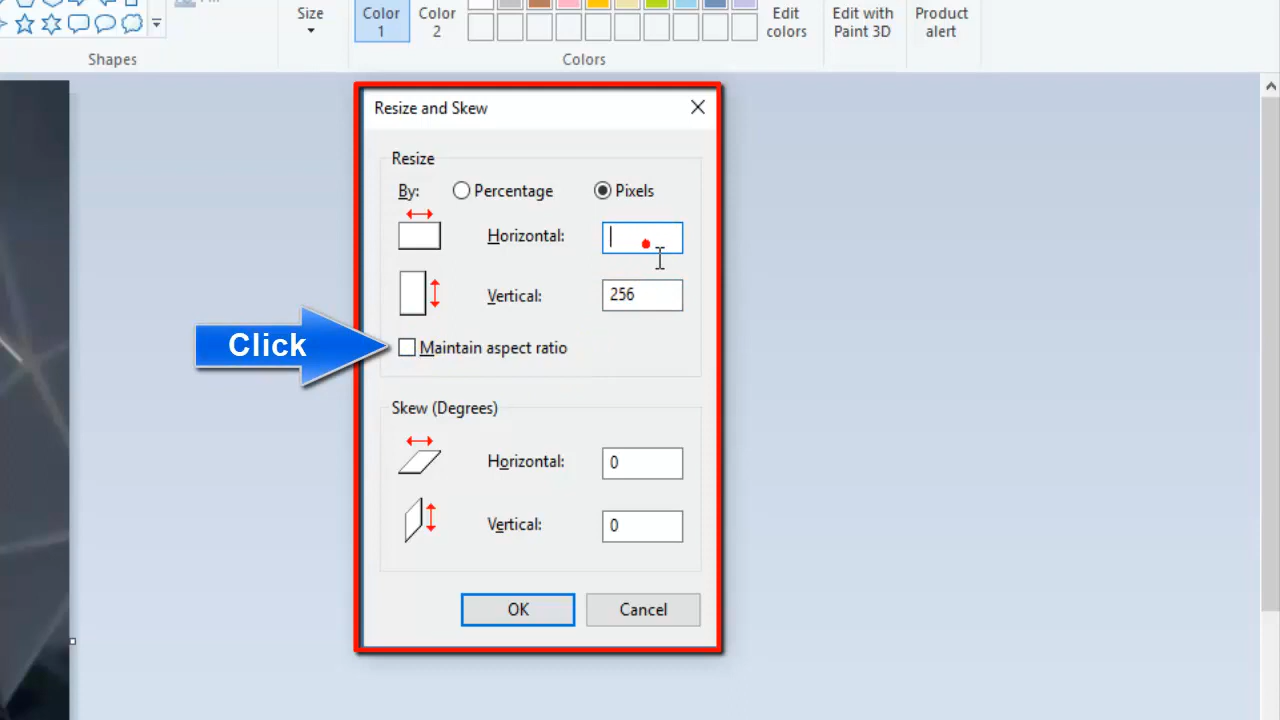 Size
Color 1
Color 2
Edit colors
Edit with Paint 3D
Product alert
Shapes
Colors
Resize and Skew
Resize
By:
Percentage
Pixels
Horizontal:
Vertical:
256
Click
Maintain aspect ratio
Skew (Degrees)
Horizontal:
0
Vertical:
0
OK
Cancel